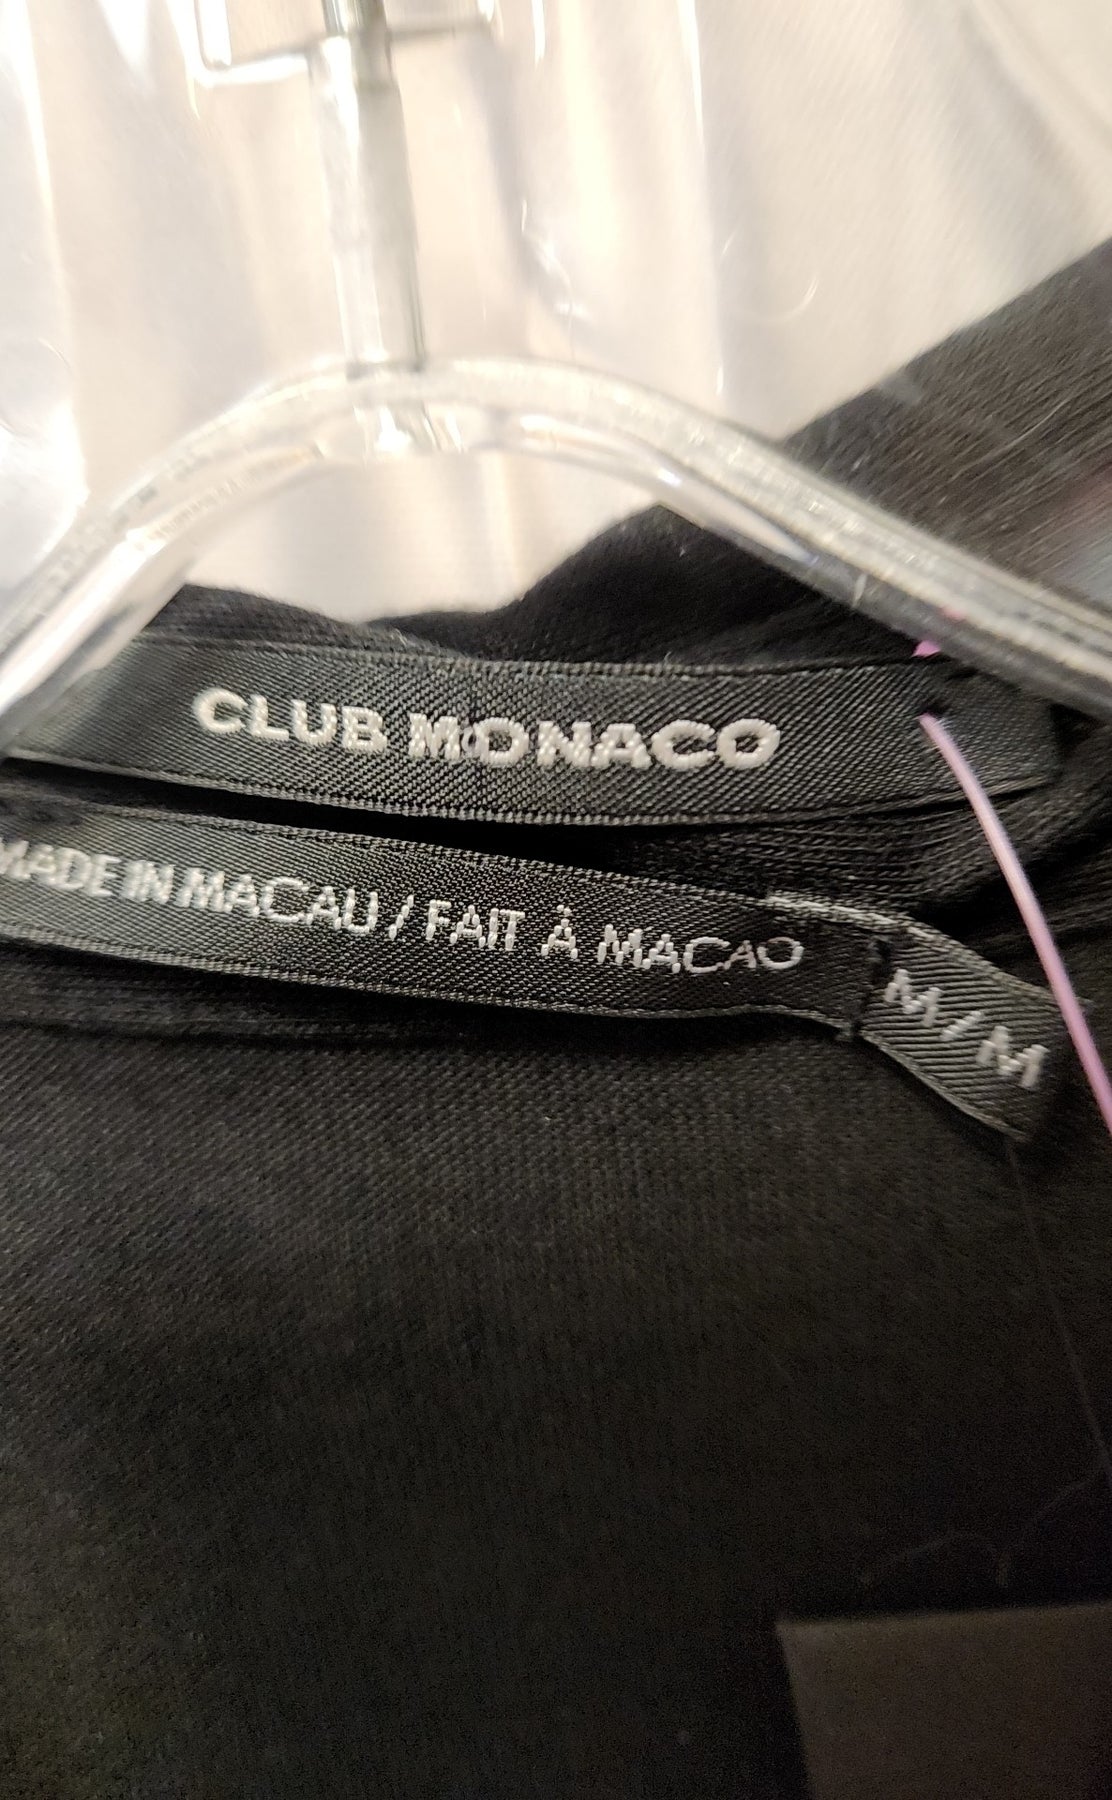 CLUB MONACO
MADE IN MACAU / FAIT À MACAO
M / M